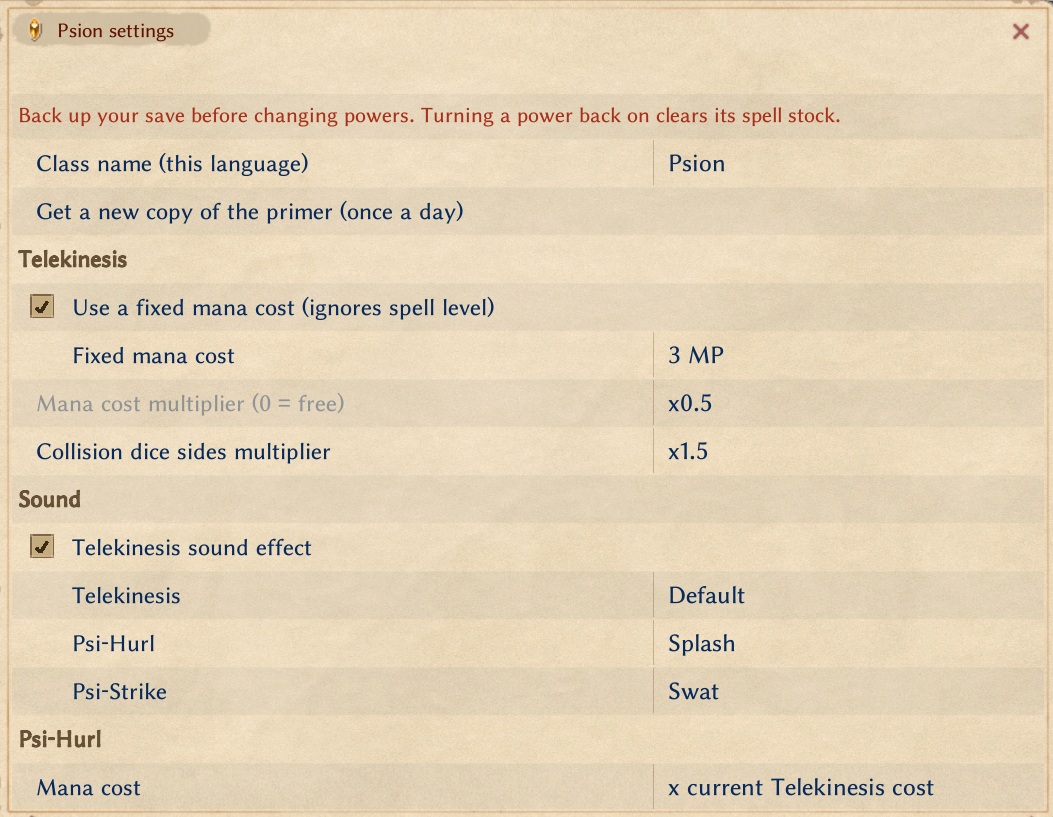 Psion settings
Back up your save before changing powers. Turning a power back on clears its spell stock.
Class name (this language) Psion
Get a new copy of the primer (once a day)
Telekinesis
Use a fixed mana cost (ignores spell level)
Fixed mana cost 3 MP
Mana cost multiplier (0 = free) x0.5
Collision dice sides multiplier x1.5
Sound
Telekinesis sound effect
Telekinesis Default
Psi-Hurl Splash
Psi-Strike Swat
Psi-Hurl
Mana cost x current Telekinesis cost